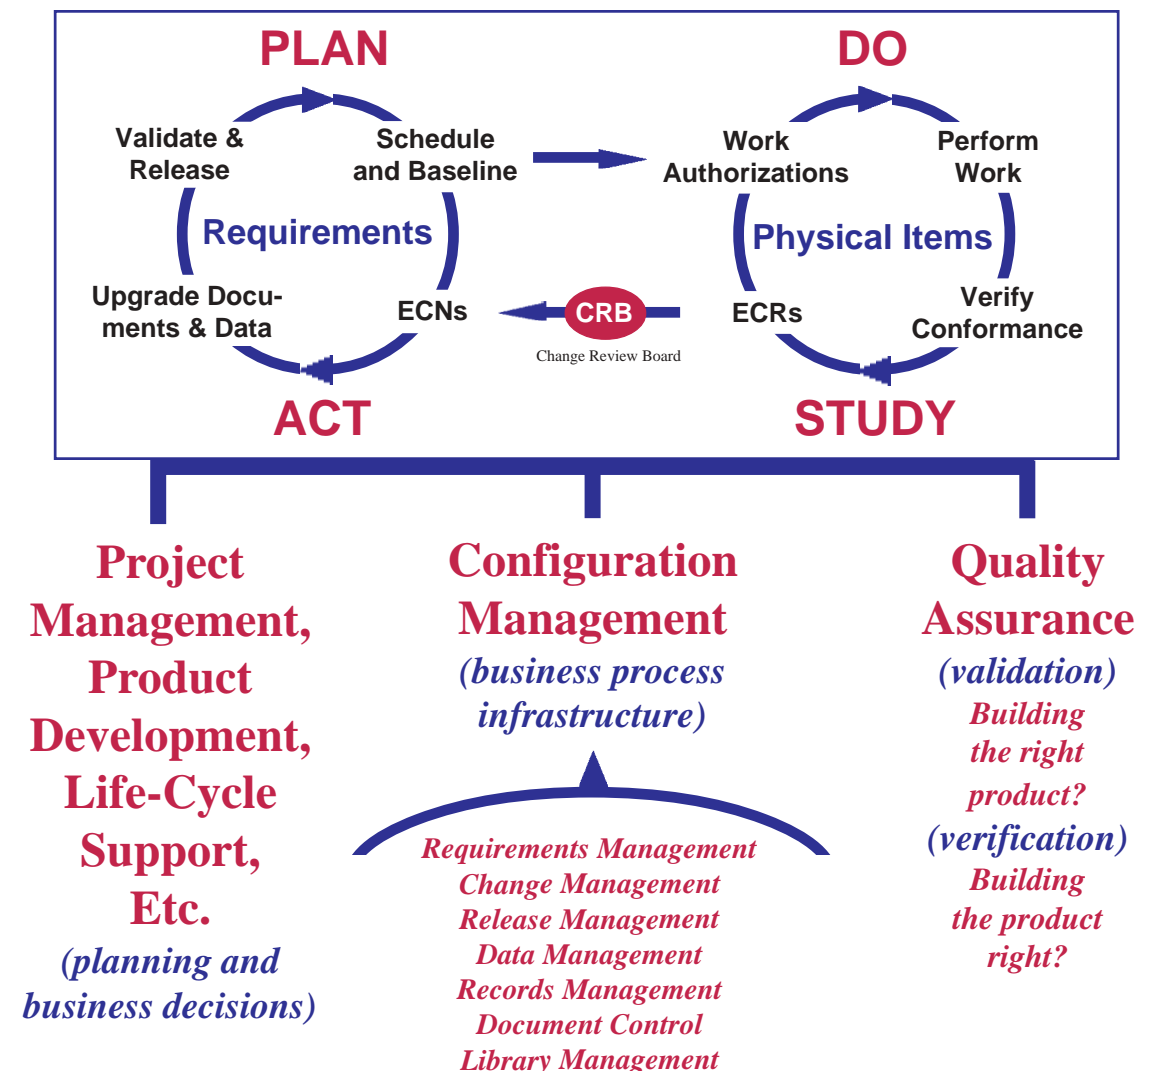 PLAN
DO
Validate &
Release
Schedule
and Baseline
Work
Authorizations
Perform
Work
Requirements
Physical Items
Upgrade Docu-
ments & Data
ECNs
CRB
Change Review Board
ECRs
Verify
Conformance
ACT
STUDY
Project
Management,
Product
Development,
Life-Cycle
Support,
Etc.
(planning and
business decisions)
Configuration
Management
(business process
infrastructure)
Requirements Management
Change Management
Release Management
Data Management
Records Management
Document Control
Library Management
Quality
Assurance
(validation)
Building
the right
product?
(verification)
Building
the product
right?